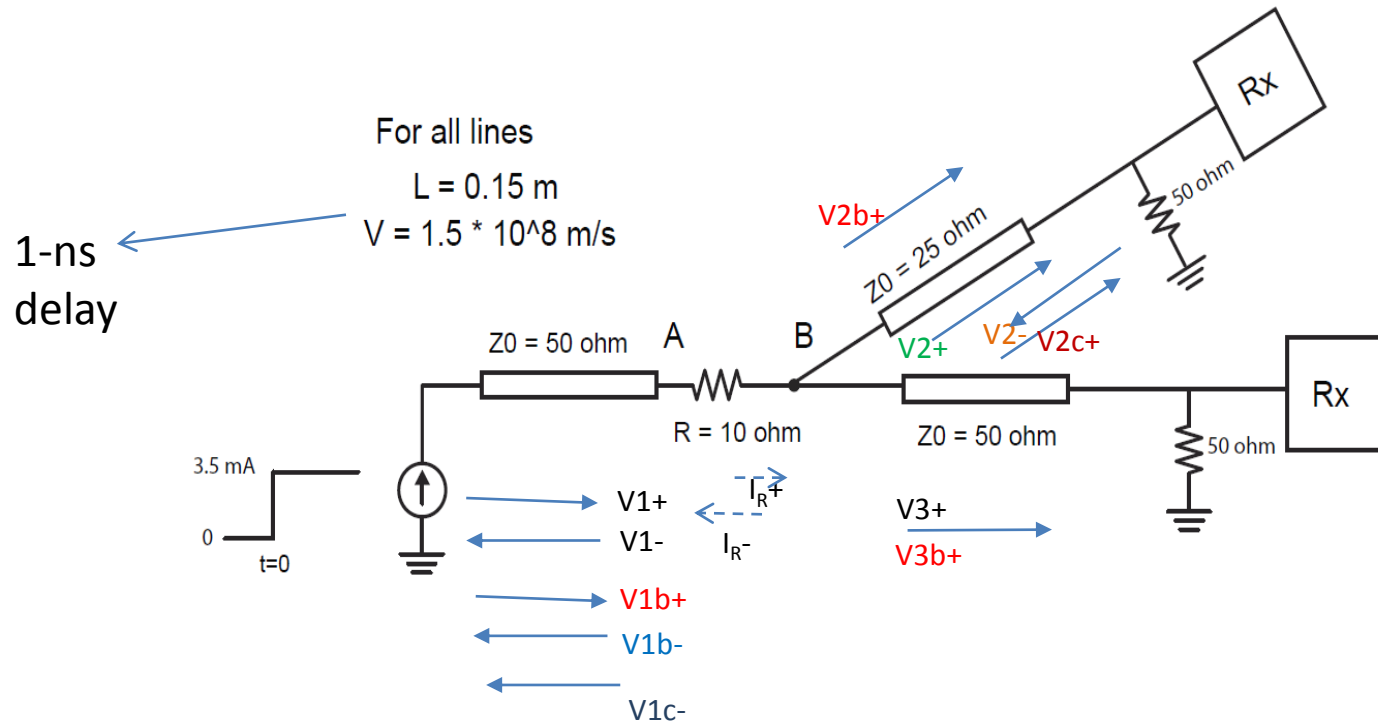 For all lines
L = 0.15 m
V = 1.5 * 10^8 m/s
1-ns
delay
Rx
50 ohm
V2b+
Z0 = 25 ohm
V2+
V2-
V2c+
Z0 = 50 ohm
A
B
R = 10 ohm
Z0 = 50 ohm
Rx
50 ohm
3.5 mA
0
t=0
V1+
V1-
IR+
IR-
V3+
V3b+
V1b+
V1b-
V1c-